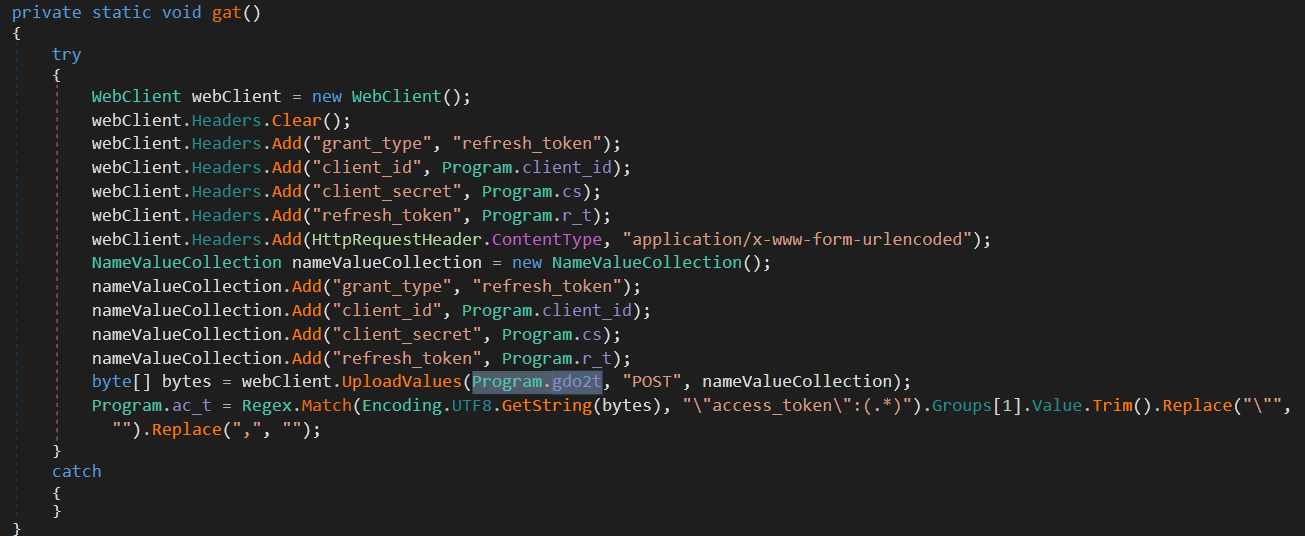 private static void gat()
{
try
{
WebClient webClient = new WebClient();
webClient.Headers.Clear();
webClient.Headers.Add("grant_type", "refresh_token");
webClient.Headers.Add("client_id", Program.client_id);
webClient.Headers.Add("client_secret", Program.cs);
webClient.Headers.Add("refresh_token", Program.r_t);
webClient.Headers.Add(HttpRequestHeader.ContentType, "application/x-www-form-urlencoded");
NameValueCollection nameValueCollection = new NameValueCollection();
nameValueCollection.Add("grant_type", "refresh_token");
nameValueCollection.Add("client_id", Program.client_id);
nameValueCollection.Add("client_secret", Program.cs);
nameValueCollection.Add("refresh_token", Program.r_t);
byte[] bytes = webClient.UploadValues(Program.gdo2t, "POST", nameValueCollection);
Program.ac_t = Regex.Match(Encoding.UTF8.GetString(bytes), "\"access_token\":(.*)").Groups[1].Value.Trim().Replace("\"",
"").Replace(",", "");
}
catch
{
}
}